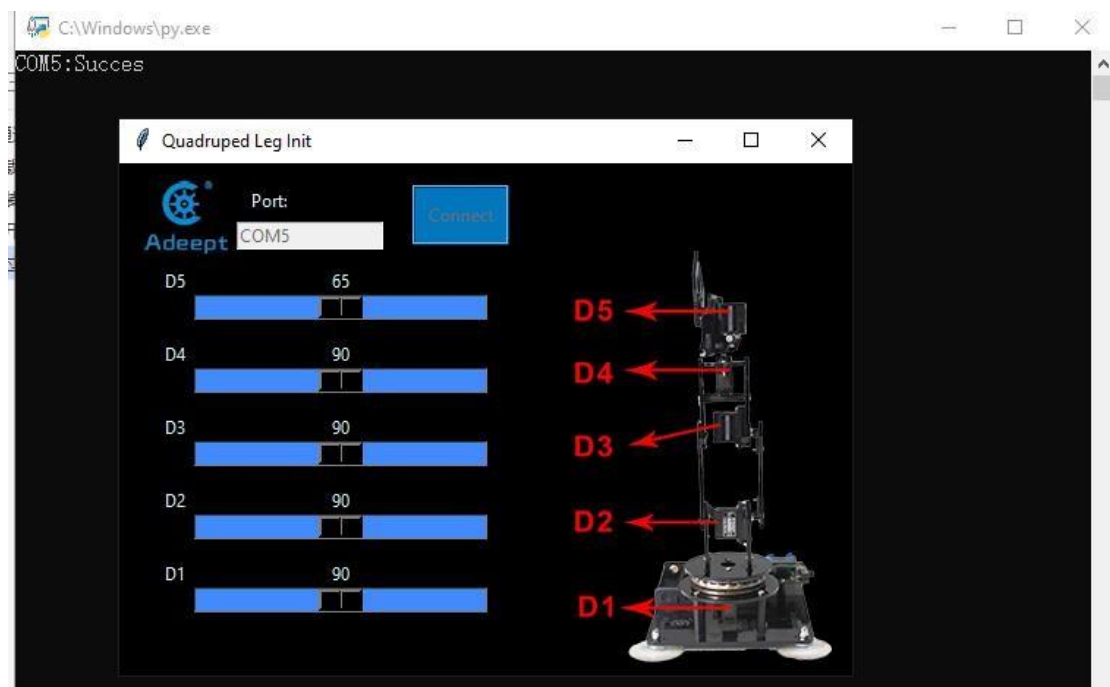 C:\Windows\py.exe
COM5:Succes
Quadruped Leg Init
Port:
Adeept
COM5
Connect
D5 65
D4 90
D3 90
D2 90
D1 90
D5
D4
D3
D2
D1